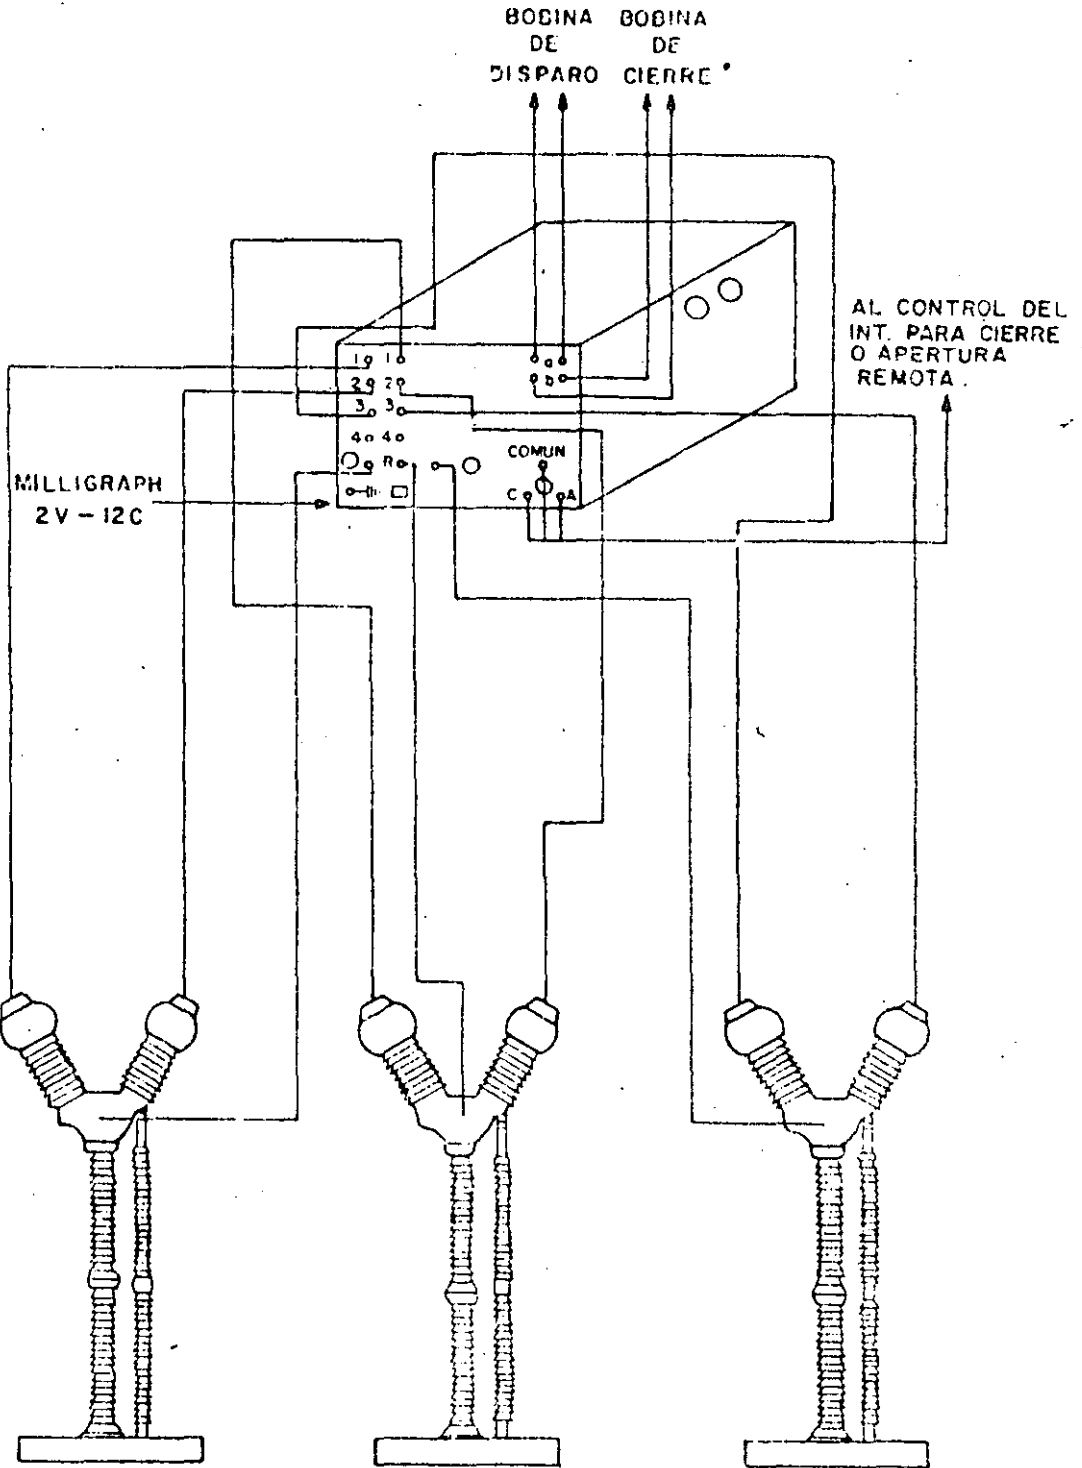 BOBINA BOBINA
DE DE
DISPARO CIERRE
AL CONTROL DEL
INT. PARA CIERRE
O APERTURA
REMOTA.
1 1 a
2 2 b
3 3
4 4
COMUN
R
C A
MILLIGRAPH
2V-12C